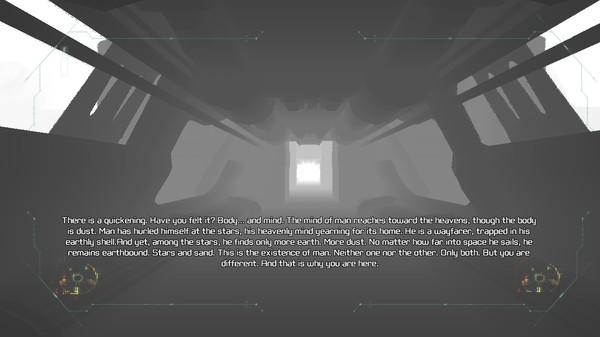 There is a quickening. Have you felt it? Body... and mind. The mind of man reaches toward the heavens, though the body
is dust. Man has hurled himself at the stars, his heavenly mind yearning for its home. He is a wayfarer, trapped in his
earthly shell.And yet, among the stars, he finds only more earth. More dust. No matter how far into space he sails, he
remains earthbound. Stars and sand. This is the existence of man. Neither one nor the other. Only both. But you are
different. And that is why you are here.